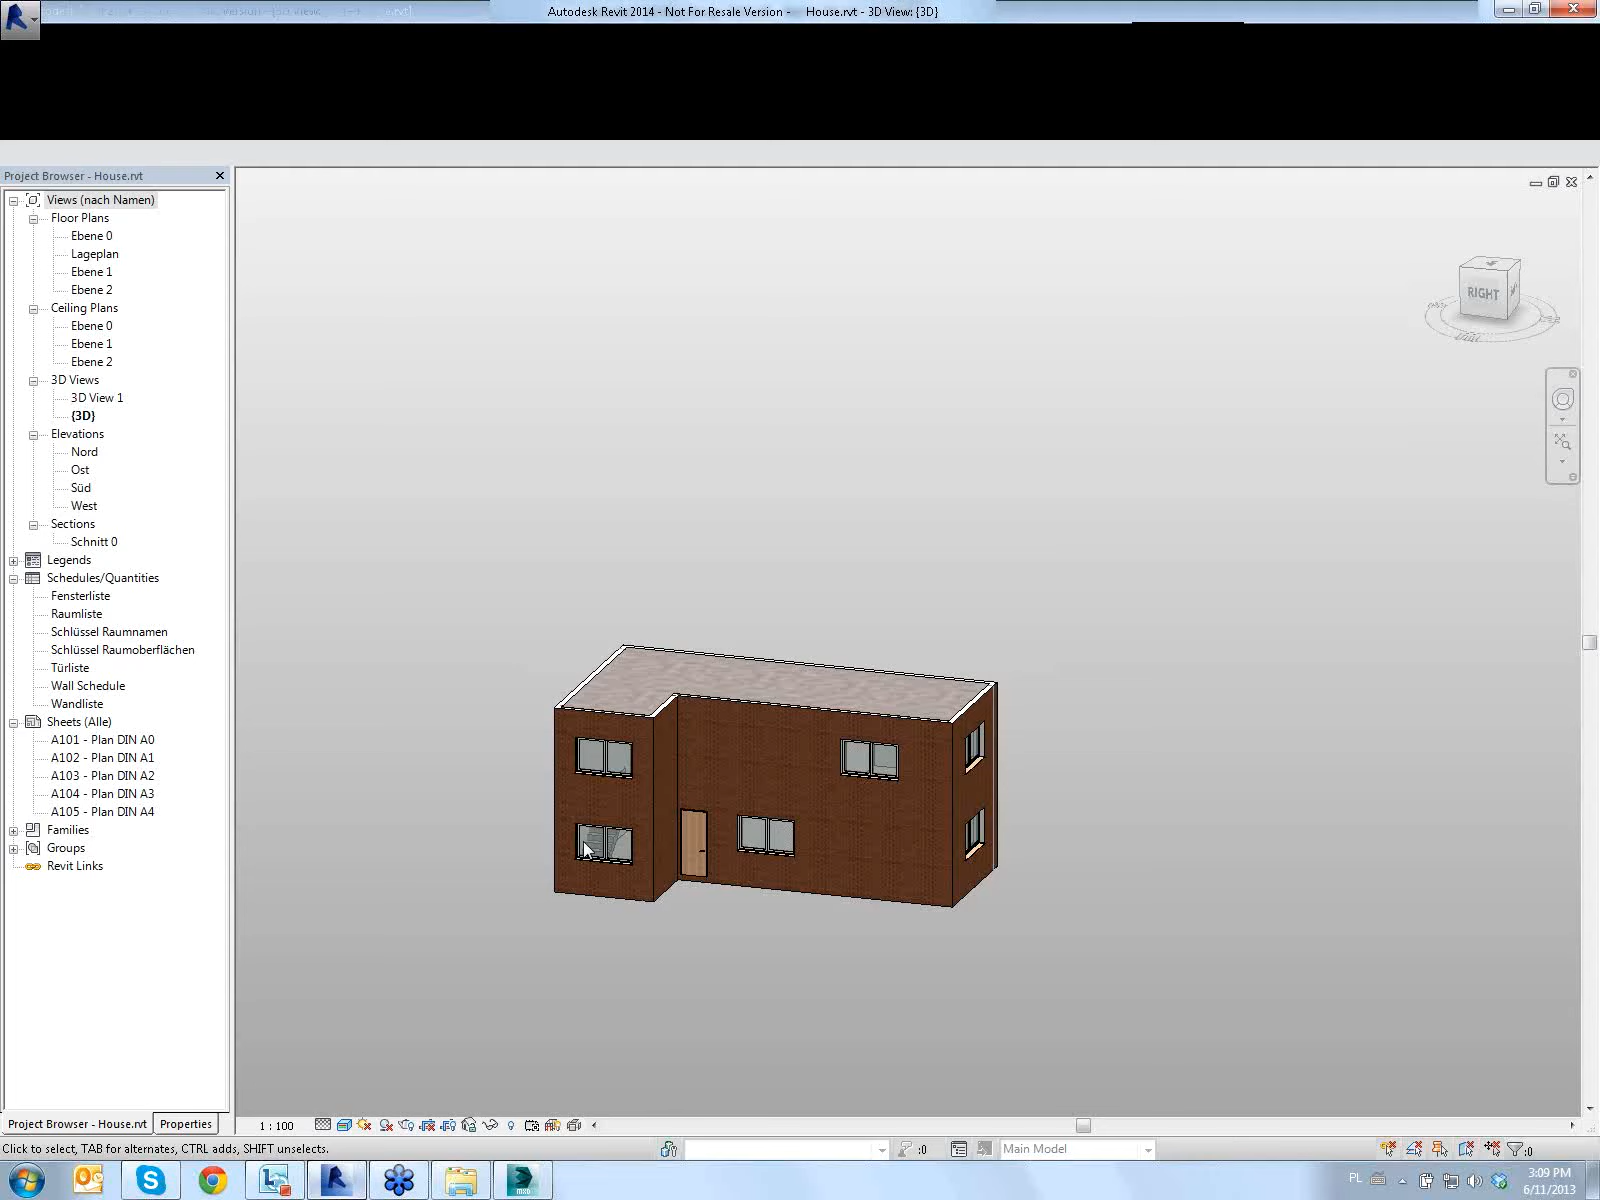 Autodesk Revit 2014 - Not For Resale Version - House.rvt - 3D View: {3D}
Project Browser - House.rvt
Views (nach Namen)
Floor Plans
Ebene 0
Lageplan
Ebene 1
Ebene 2
Ceiling Plans
Ebene 0
Ebene 1
Ebene 2
3D Views
3D View 1
{3D}
Elevations
Nord
Ost
Süd
West
Sections
Schnitt 0
Legends
Schedules/Quantities
Fensterliste
Raumliste
Schlüssel Raumnamen
Schlüssel Raumoberflächen
Türliste
Wall Schedule
Wandliste
Sheets (Alle)
A101 - Plan DIN A0
A102 - Plan DIN A1
A103 - Plan DIN A2
A104 - Plan DIN A3
A105 - Plan DIN A4
Families
Groups
Revit Links
RIGHT
Project Browser - House.rvt
Properties
1 : 100
Click to select, TAB for alternates, CTRL adds, SHIFT unselects.
:0
Main Model
:0
PL
3:09 PM
6/11/2013